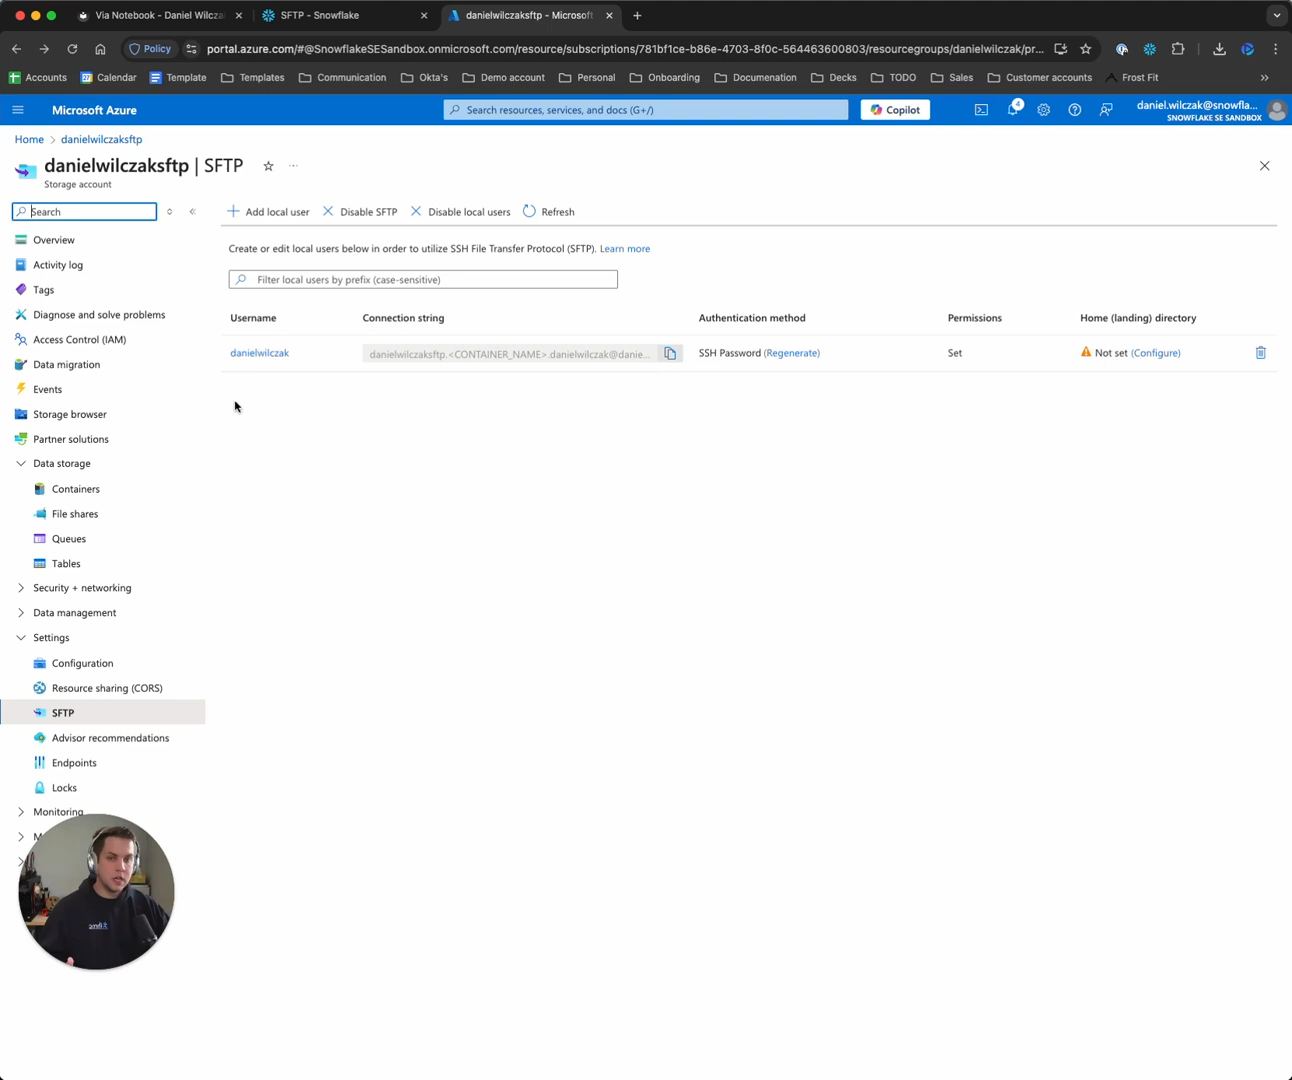 Via Notebook - Daniel Wilcza
SFTP - Snowflake
danielwilczaksftp - Microsoft
Policy
portal.azure.com/#@SnowflakeSESandbox.onmicrosoft.com/resource/subscriptions/781bf1ce-b86e-4703-8f0c-564463600803/resourcegroups/danielwilczak/pr...
Accounts
Calendar
Template
Templates
Communication
Okta's
Demo account
Personal
Onboarding
Documenation
Decks
TODO
Sales
Customer accounts
Frost Fit
Microsoft Azure
Search resources, services, and docs (G+/)
Copilot
4
daniel.wilczak@snowfla...
SNOWFLAKE SE SANDBOX
Home > danielwilczaksftp
danielwilczaksftp | SFTP
Storage account
Search
Add local user
Disable SFTP
Disable local users
Refresh
Overview
Activity log
Tags
Diagnose and solve problems
Access Control (IAM)
Data migration
Events
Storage browser
Partner solutions
Data storage
Containers
File shares
Queues
Tables
Security + networking
Data management
Settings
Configuration
Resource sharing (CORS)
SFTP
Advisor recommendations
Endpoints
Locks
Monitoring
Create or edit local users below in order to utilize SSH File Transfer Protocol (SFTP). Learn more
Filter local users by prefix (case-sensitive)
Username
Connection string
Authentication method
Permissions
Home (landing) directory
danielwilczak
danielwilczaksftp.<CONTAINER_NAME>.danielwilczak@danie...
SSH Password (Regenerate)
Set
Not set (Configure)